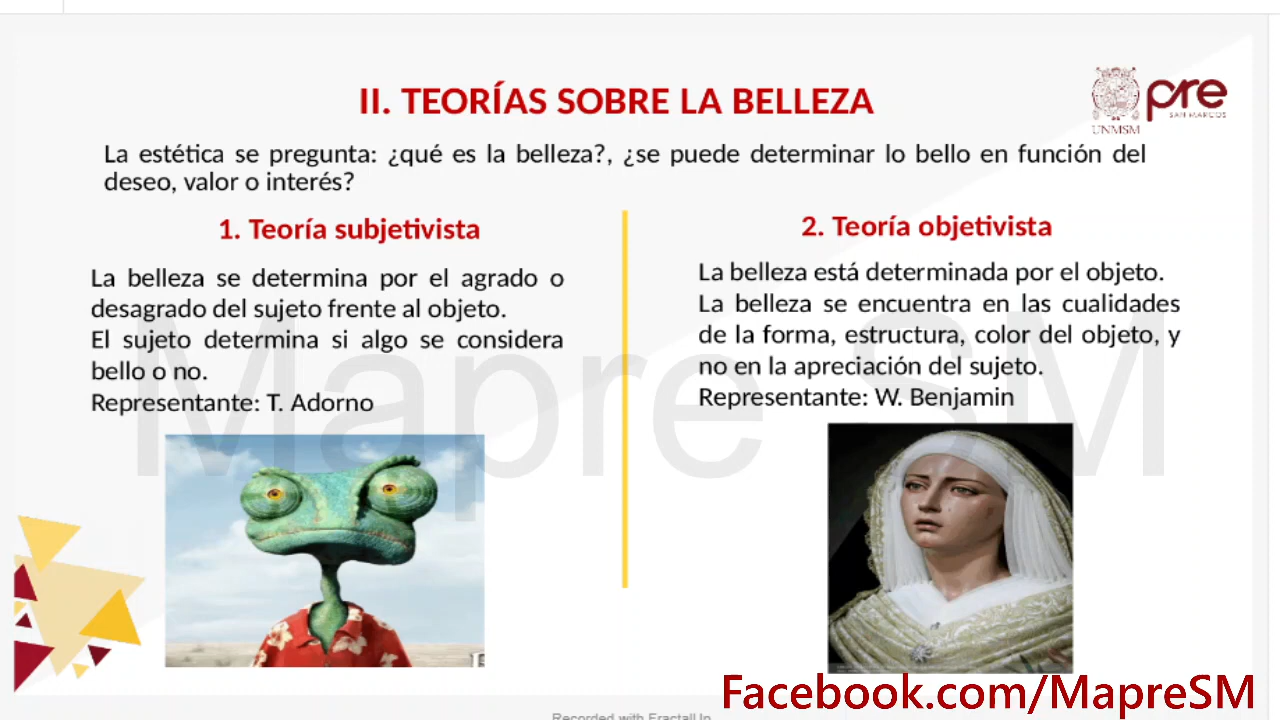 II. TEORÍAS SOBRE LA BELLEZA
UNMSM
pre
SAN MARCOS
La estética se pregunta: ¿qué es la belleza?, ¿se puede determinar lo bello en función del
deseo, valor o interés?
1. Teoría subjetivista
La belleza se determina por el agrado o
desagrado del sujeto frente al objeto.
El sujeto determina si algo se considera
bello o no.
Representante: T. Adorno
2. Teoría objetivista
La belleza está determinada por el objeto.
La belleza se encuentra en las cualidades
de la forma, estructura, color del objeto, y
no en la apreciación del sujeto.
Representante: W. Benjamin
Mapre SM
Facebook.com/MapreSM
Recorded with